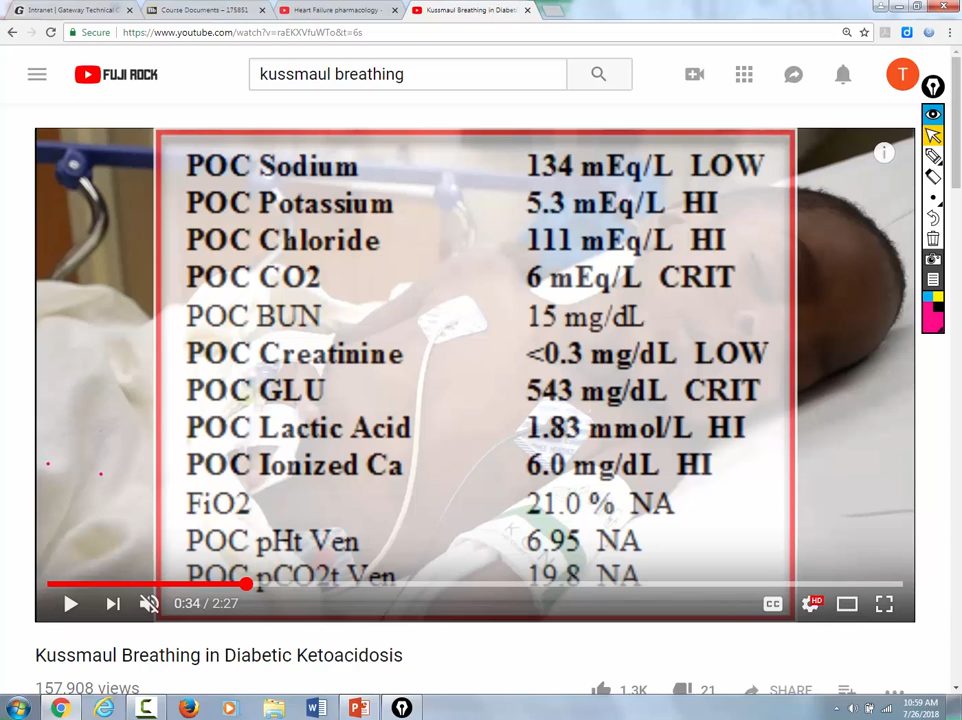 Intranet | Gateway Technical C
Course Documents – 175851
Heart Failure pharmacology -
Kussmaul Breathing in Diabet
Secure
https://www.youtube.com/watch?v=raEKXVfuWTo&t=6s
FUJI ROCK
kussmaul breathing
T
POC Sodium 134 mEq/L LOW
POC Potassium 5.3 mEq/L HI
POC Chloride 111 mEq/L HI
POC CO2 6 mEq/L CRIT
POC BUN 15 mg/dL
POC Creatinine <0.3 mg/dL LOW
POC GLU 543 mg/dL CRIT
POC Lactic Acid 1.83 mmol/L HI
POC Ionized Ca 6.0 mg/dL HI
FiO2 21.0 % NA
POC pHt Ven 6.95 NA
POC pCO2t Ven 19.8 NA
0:34 / 2:27
CC
HD
Kussmaul Breathing in Diabetic Ketoacidosis
157,908 views
1.3K
21
SHARE
10:59 AM
7/26/2018